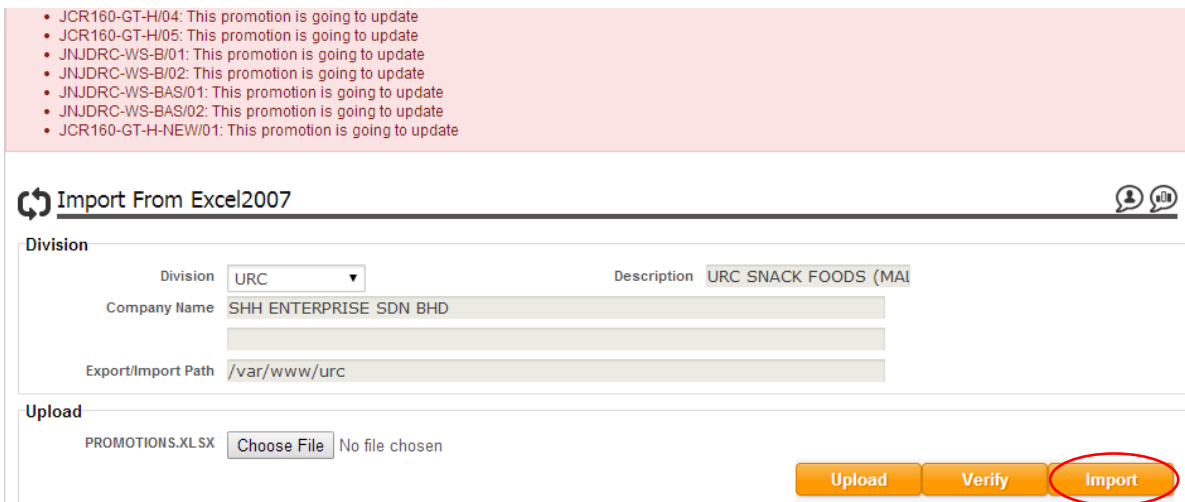 • JCR160-GT-H/04: This promotion is going to update
• JCR160-GT-H/05: This promotion is going to update
• JNJDRC-WS-B/01: This promotion is going to update
• JNJDRC-WS-B/02: This promotion is going to update
• JNJDRC-WS-BAS/01: This promotion is going to update
• JNJDRC-WS-BAS/02: This promotion is going to update
• JCR160-GT-H-NEW/01: This promotion is going to update
Import From Excel2007
Division
Division URC Description URC SNACK FOODS (MAL
Company Name SHH ENTERPRISE SDN BHD
Export/Import Path /var/www/urc
Upload
PROMOTIONS.XLSX Choose File No file chosen
Upload Verify Import